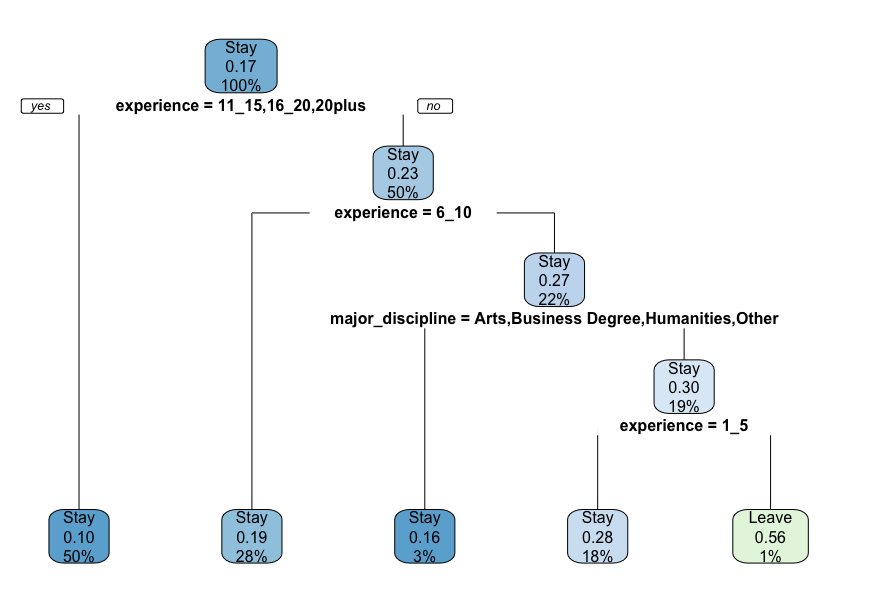 Stay
0.17
100%
yes
experience = 11_15,16_20,20plus
no
Stay
0.23
50%
experience = 6_10
Stay
0.27
22%
major_discipline = Arts,Business Degree,Humanities,Other
Stay
0.30
19%
experience = 1_5
Stay
0.10
50%
Stay
0.19
28%
Stay
0.16
3%
Stay
0.28
18%
Leave
0.56
1%